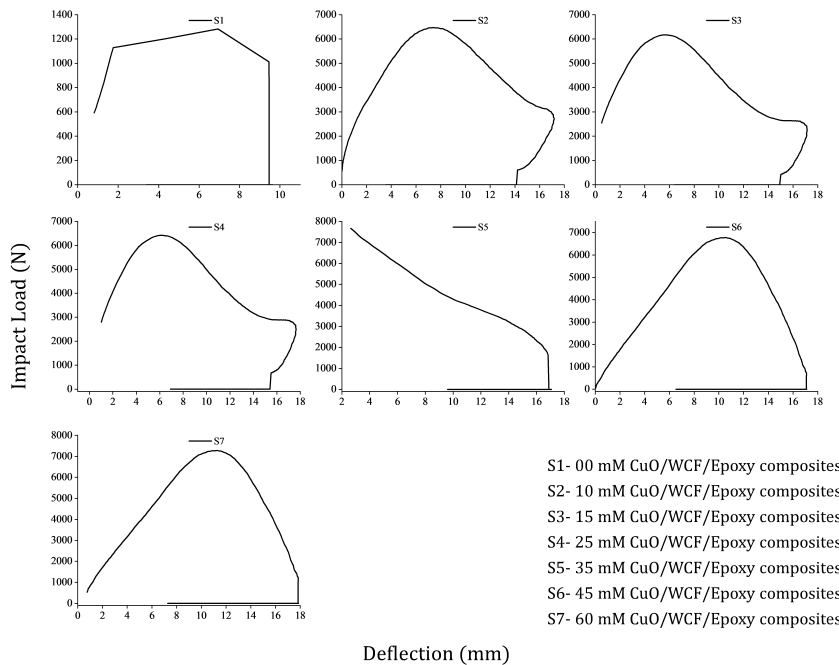 S1
1400
1200
1000
800
600
400
200
0
2 4 6 8 10
S2
7000
6000
5000
4000
3000
2000
1000
0
0 2 4 6 8 10 12 14 16 18
S3
7000
6000
5000
4000
3000
2000
1000
0
0 2 4 6 8 10 12 14 16 18
S4
7000
6000
5000
4000
3000
2000
1000
0
0 2 4 6 8 10 12 14 16 18
S5
8000
7000
6000
5000
4000
3000
2000
1000
0
2 4 6 8 10 12 14 16 18
S6
7000
6000
5000
4000
3000
2000
1000
0
0 2 4 6 8 10 12 14 16 18
S7
8000
7000
6000
5000
4000
3000
2000
1000
0
0 2 4 6 8 10 12 14 16 18
Impact Load (N)
Deflection (mm)
S1- 00 mM CuO/WCF/Epoxy composites
S2- 10 mM CuO/WCF/Epoxy composites
S3- 15 mM CuO/WCF/Epoxy composites
S4- 25 mM CuO/WCF/Epoxy composites
S5- 35 mM CuO/WCF/Epoxy composites
S6- 45 mM CuO/WCF/Epoxy composites
S7- 60 mM CuO/WCF/Epoxy composites